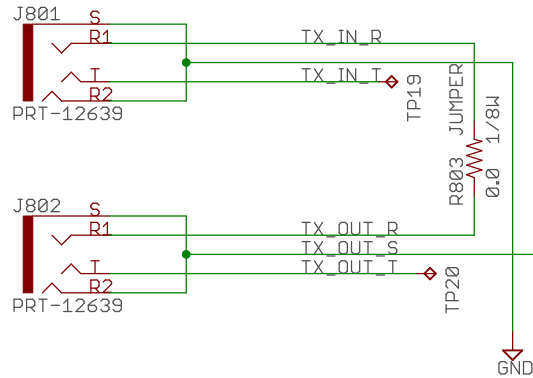 J801
S
R1
TX_IN_R
T
TX_IN_T
TP19
R2
PRT-12639
JUMPER
1/8W
R803
0.0
J802
S
R1
TX_OUT_R
TX_OUT_S
T
TX_OUT_T
TP20
R2
PRT-12639
GND